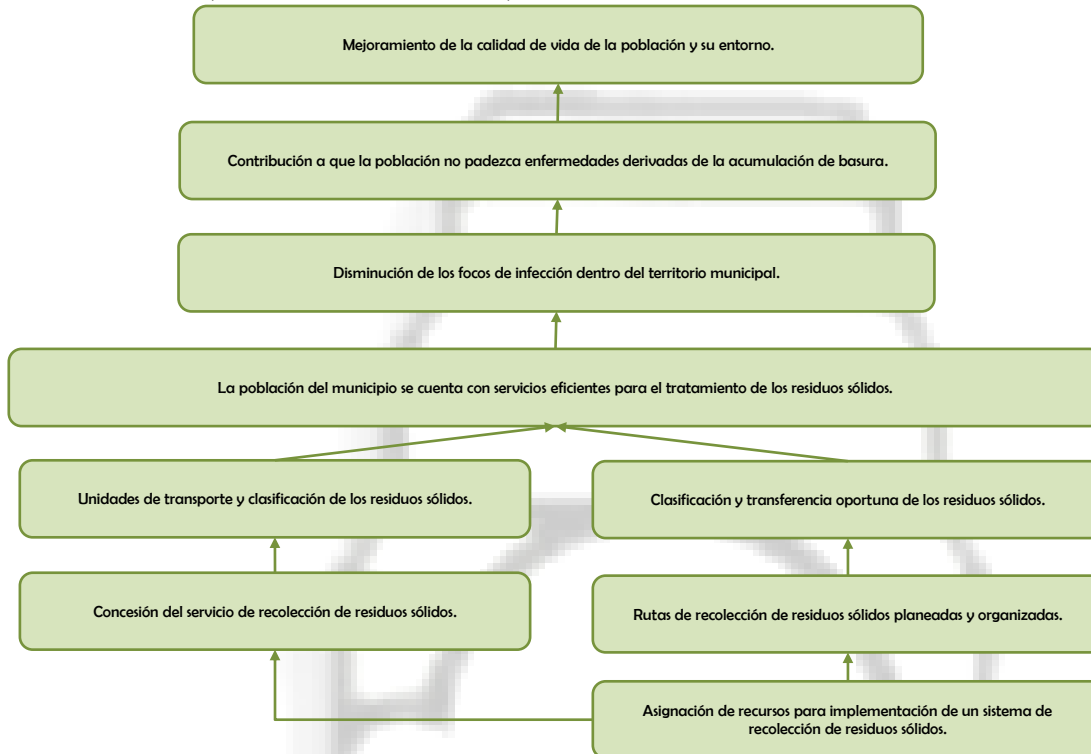 Mejoramiento de la calidad de vida de la población y su entorno.
Contribución a que la población no padezca enfermedades derivadas de la acumulación de basura.
Disminución de los focos de infección dentro del territorio municipal.
La población del municipio se cuenta con servicios eficientes para el tratamiento de los residuos sólidos.
Unidades de transporte y clasificación de los residuos sólidos.
Clasificación y transferencia oportuna de los residuos sólidos.
Concesión del servicio de recolección de residuos sólidos.
Rutas de recolección de residuos sólidos planeadas y organizadas.
Asignación de recursos para implementación de un sistema de
recolección de residuos sólidos.